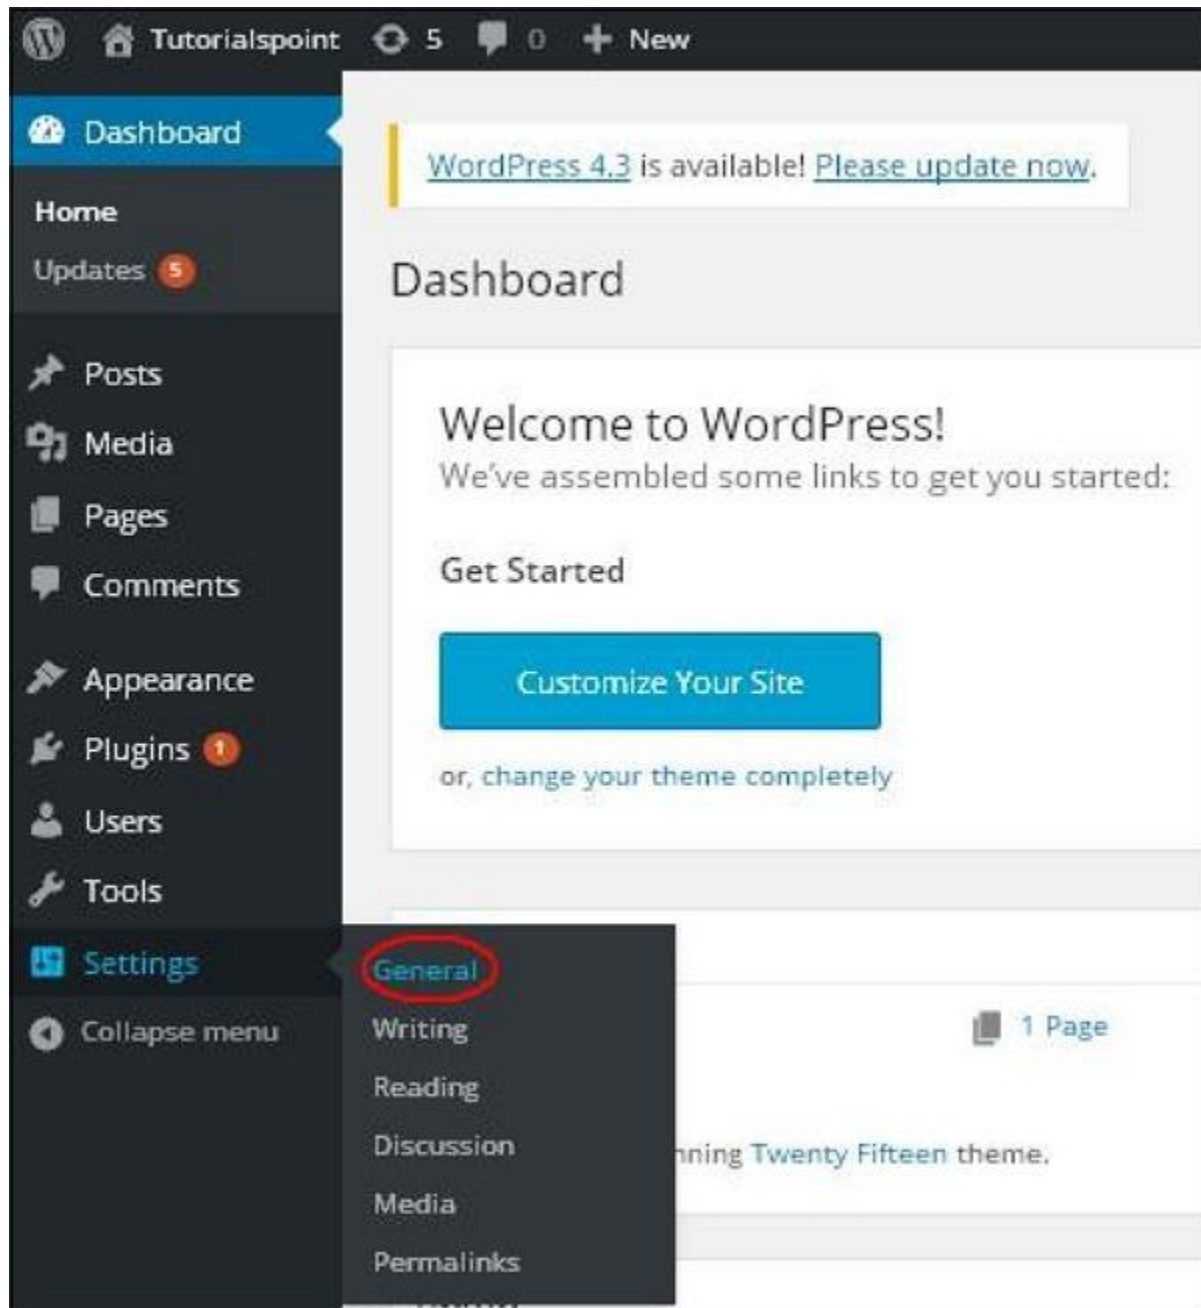 Tutorialspoint 5 0 New
Dashboard
Home
Updates 5
Posts
Media
Pages
Comments
Appearance
Plugins 1
Users
Tools
Settings
Collapse menu
General
Writing
Reading
Discussion
Media
Permalinks
WordPress 4.3 is available! Please update now.
Dashboard
Welcome to WordPress!
We've assembled some links to get you started:
Get Started
Customize Your Site
or, change your theme completely
1 Page
nning Twenty Fifteen theme.